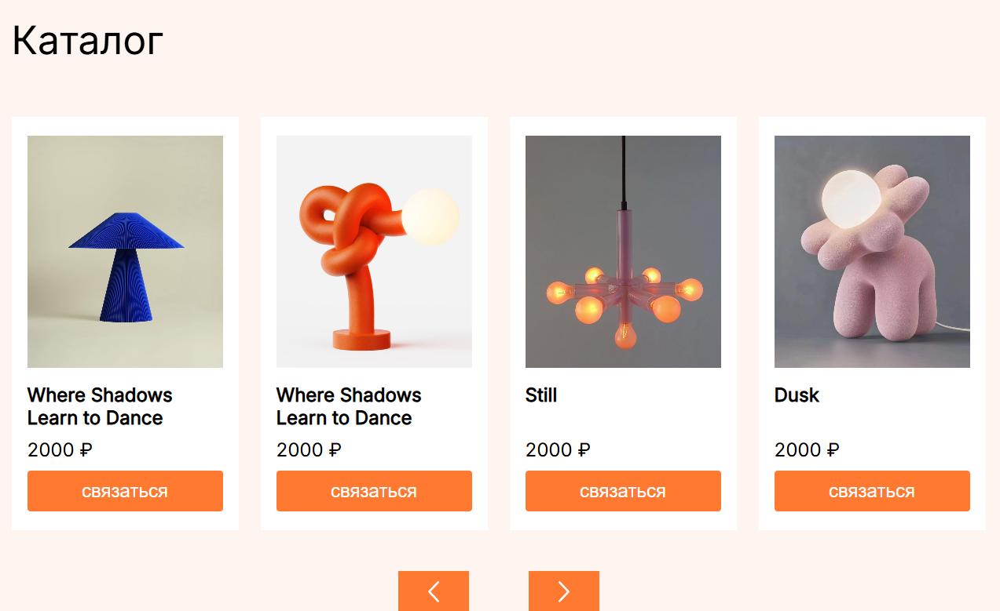 Каталог
Where Shadows
Learn to Dance
2000 ₽
связаться
Where Shadows
Learn to Dance
2000 ₽
связаться
Still
2000 ₽
связаться
Dusk
2000 ₽
связаться